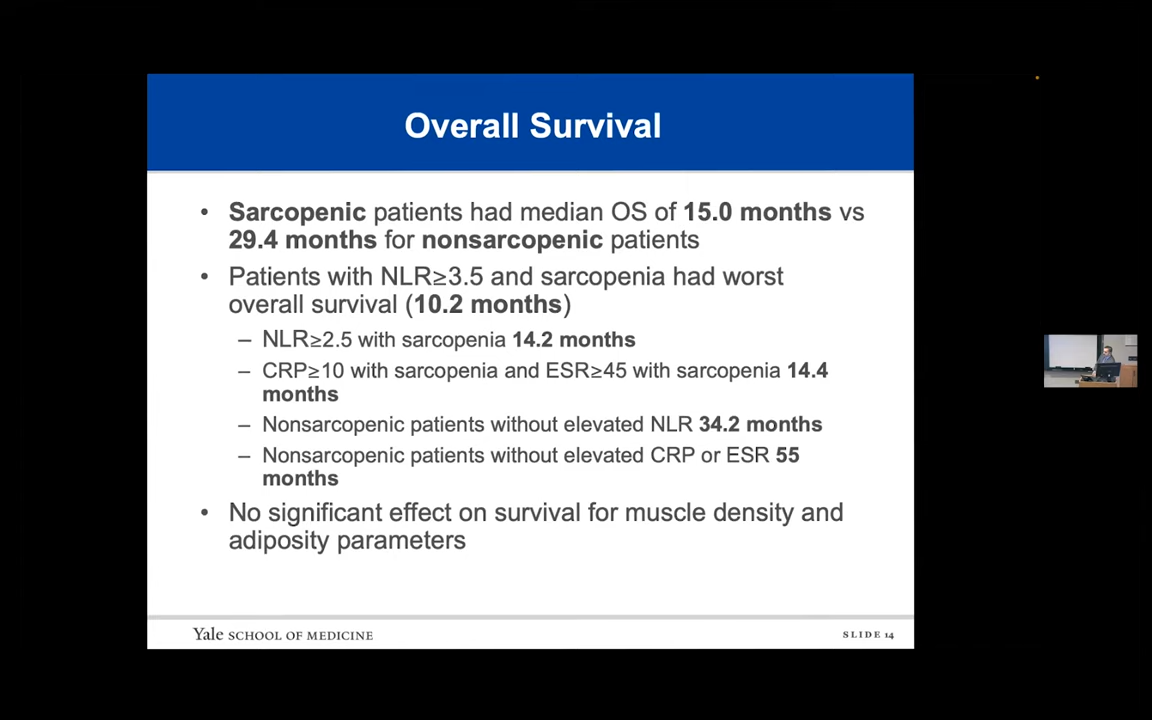 Overall Survival
• Sarcopenic patients had median OS of 15.0 months vs
29.4 months for nonsarcopenic patients
• Patients with NLR≥3.5 and sarcopenia had worst
overall survival (10.2 months)
– NLR≥2.5 with sarcopenia 14.2 months
– CRP≥10 with sarcopenia and ESR≥45 with sarcopenia 14.4
months
– Nonsarcopenic patients without elevated NLR 34.2 months
– Nonsarcopenic patients without elevated CRP or ESR 55
months
• No significant effect on survival for muscle density and
adiposity parameters
Yale SCHOOL OF MEDICINE
SLIDE 14